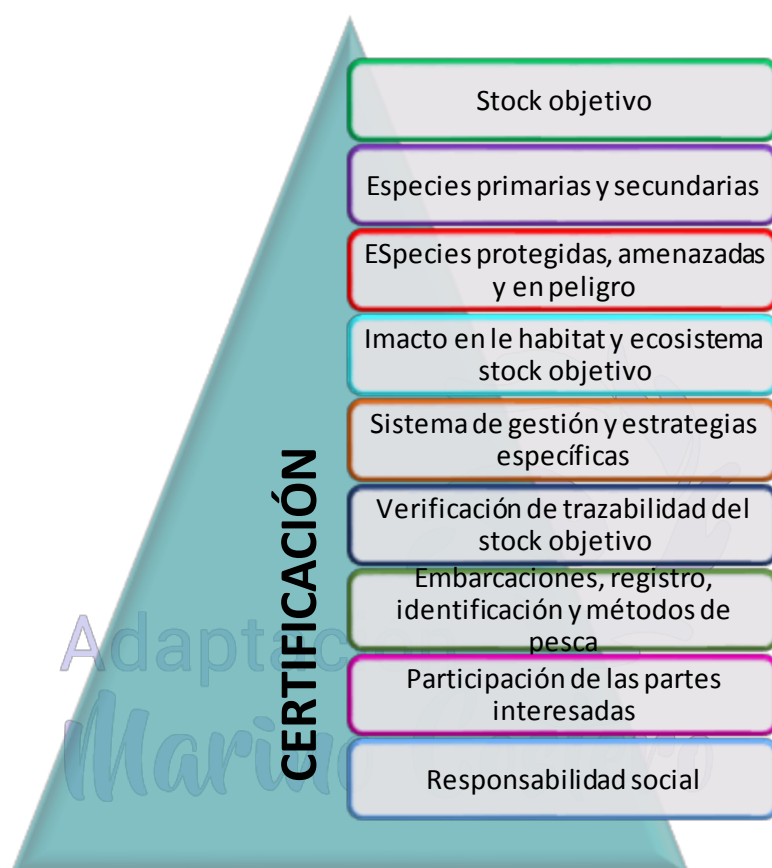 Stock objetivo
Especies primarias y secundarias
ESpecies protegidas, amenazadas
y en peligro
Imacto en le habitat y ecosistema
stock objetivo
Sistema de gestión y estrategias
específicas
Verificación de trazabilidad del
stock objetivo
Embarcaciones, registro,
identificación y métodos de
pesca
Participación de las partes
interesadas
Responsabilidad social
CERTIFICACIÓN